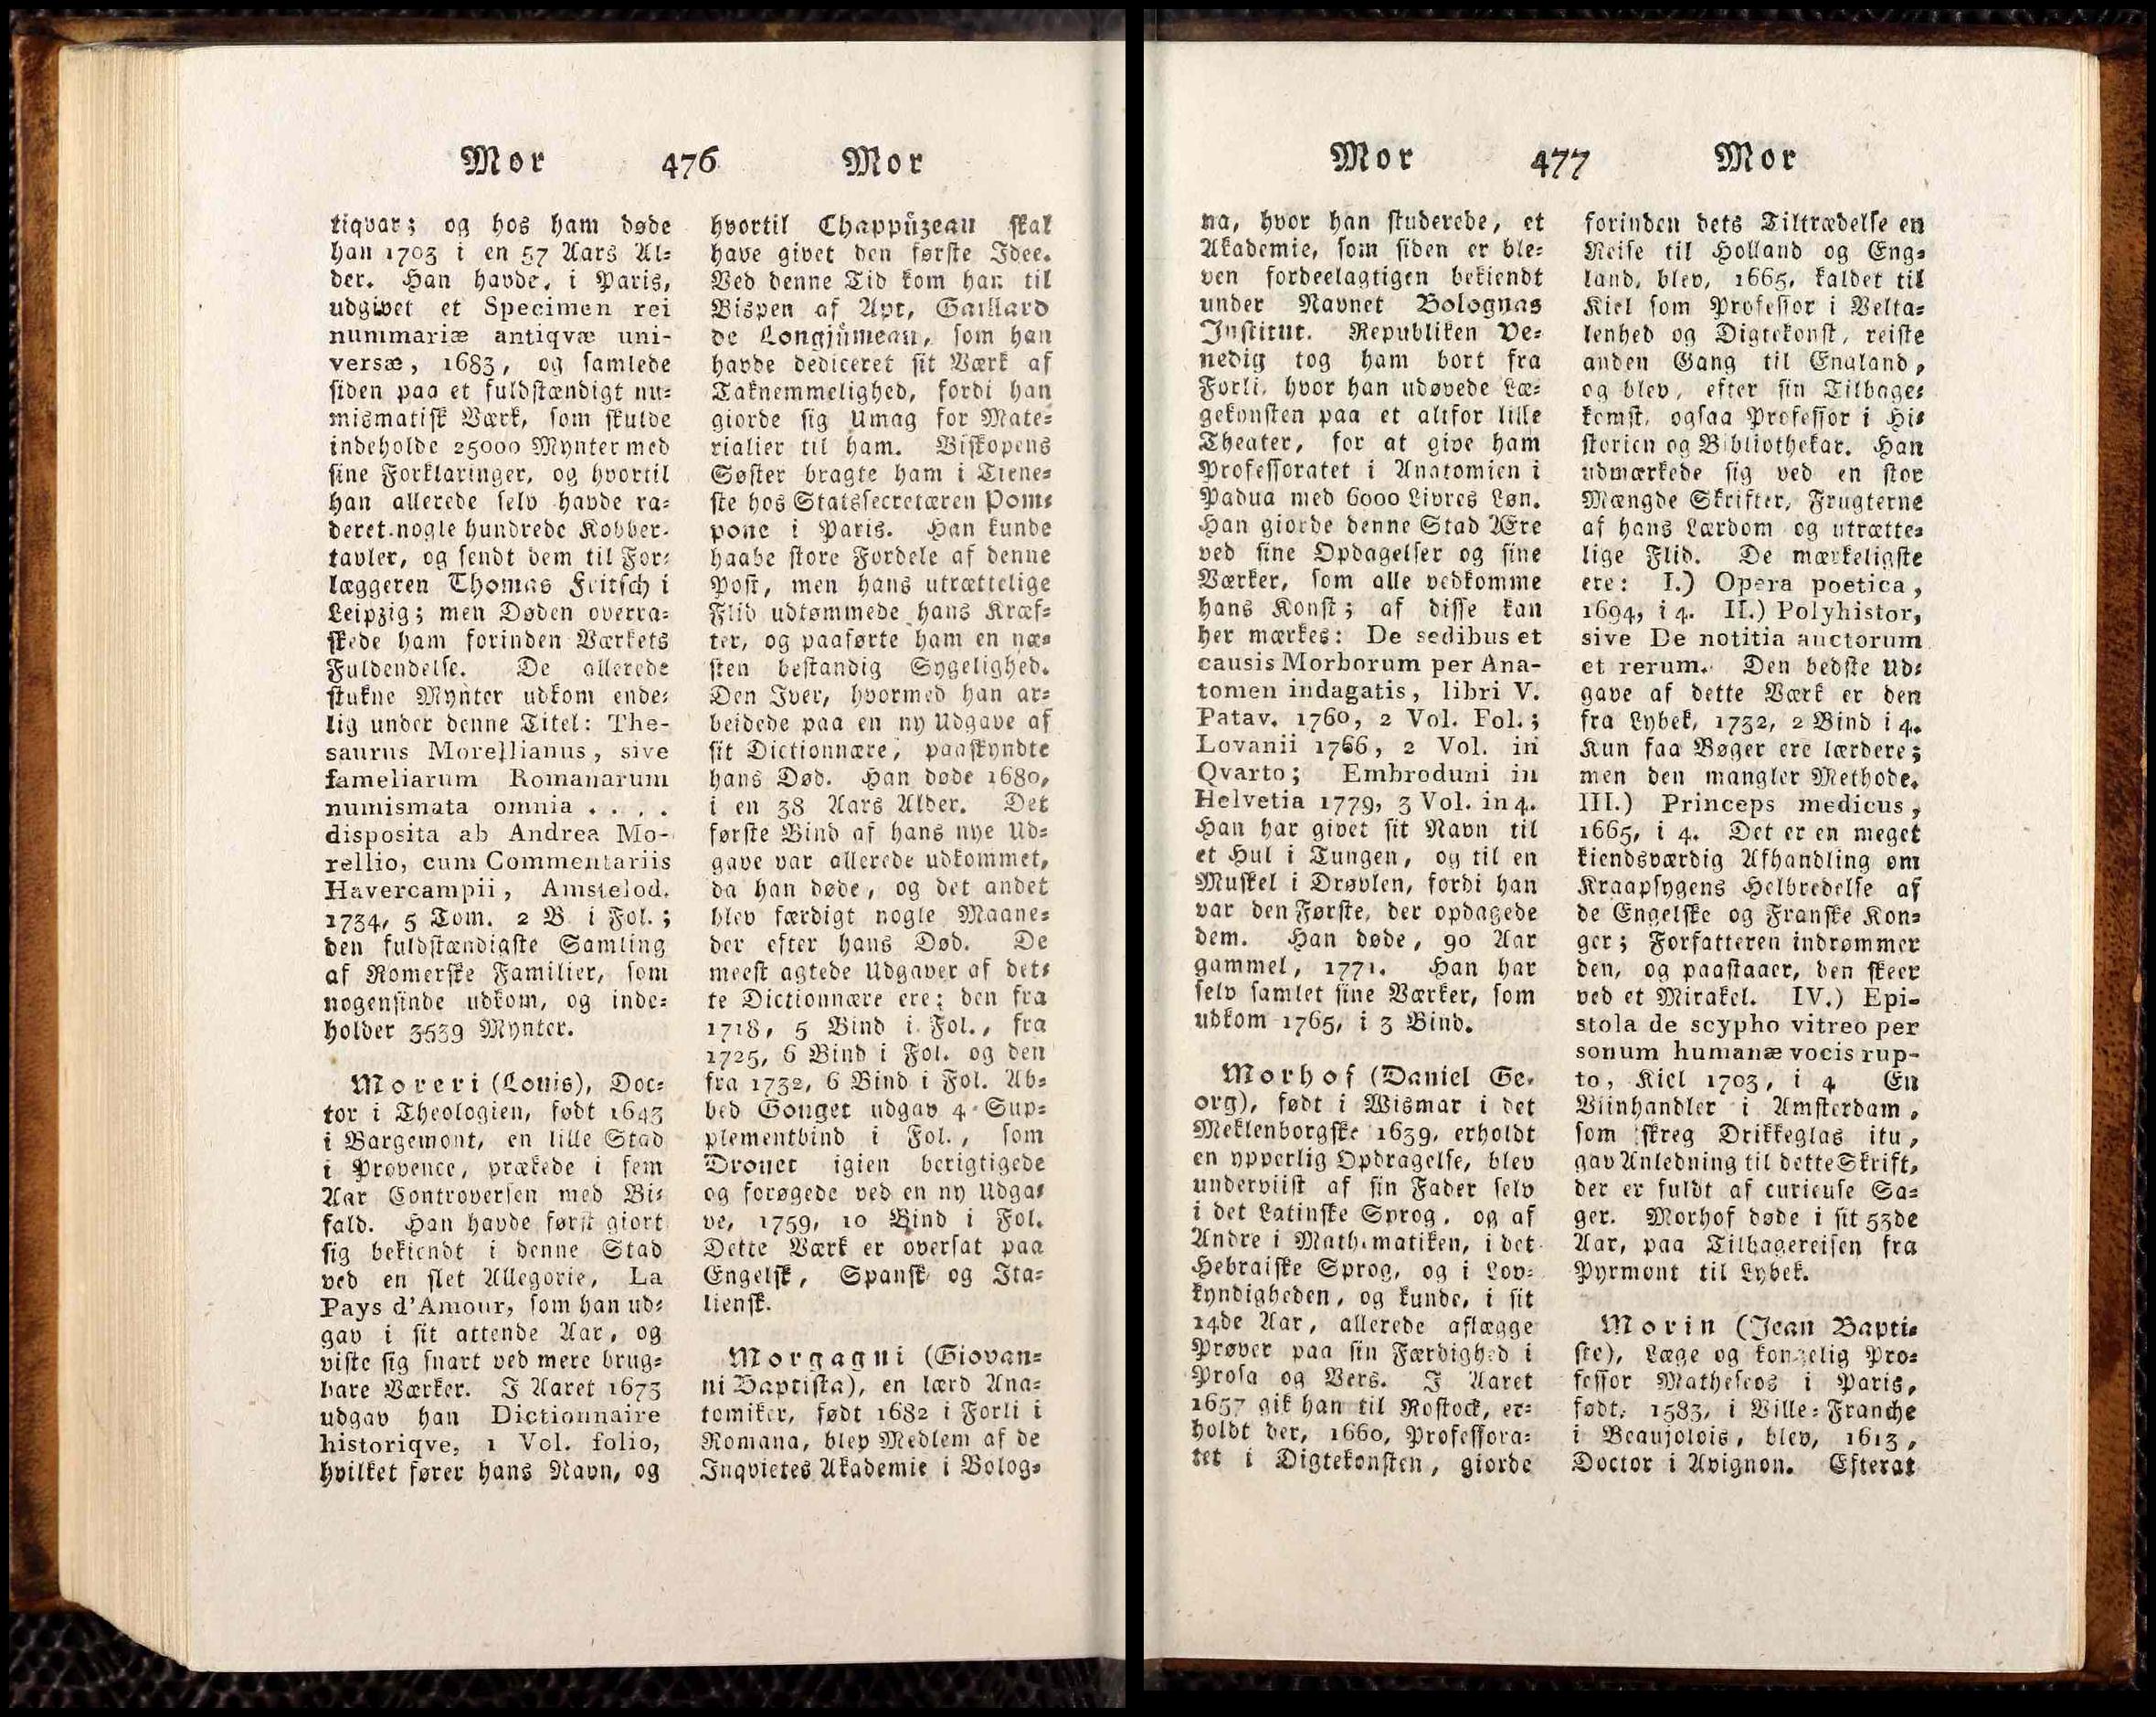 Mor 476 Mor
tiqvar; og hos ham døde
han 1703 i en 57 Aars Al-
der. Han havde, i Paris,
udgivet et Specimen rei
nummariæ antiqvæ uni-
versæ, 1683, og samlede
siden paa et fuldstændigt nu-
mismatisk Værk, som skulde
indeholde 25000 Mynter med
sine Forklaringer, og hvortil
han allerede selv havde ra-
deret nogle hundrede Kobber-
tavler, og sendt dem til For-
læggeren Thomas Fritsch i
Leipzig; men Døden overra-
skede ham forinden Værkets
Fuldendelse. De allerede
stukne Mynter udkom ende-
lig under denne Titel: The-
saurus Morellianus, sive
fameliarum Romanarum
numismata omnia . . . .
disposita ab Andrea Mo-
rellio, cum Commentariis
Havercampii, Amstelod.
1734, 5 Tom. 2 B. i Fol.;
den fuldstændigste Samling
af Romerske Familier, som
nogensinde udkom, og inde-
holder 3539 Mynter.
Moreri (Louis), Doc-
tor i Theologien, født 1643
i Bargemont, en lille Stad
i Provence, prækede i fem
Aar Controversen med Bi-
fald. Han havde først giort
sig bekiendt i denne Stad
ved en slet Allegorie, La
Pays d'Amour, som han ud-
gav i sit attende Aar, og
viste sig snart ved mere brug-
bare Værker. I Aaret 1673
udgav han Dictionnaire
historiqve, 1 Vol. folio,
hvilket fører hans Navn, og
hvortil Chappüzeau skal
have givet den første Idee.
Ved denne Tid kom han til
Bispen af Apt, Gaillard
de Longjümeau, som han
havde dediceret sit Værk af
Taknemmelighed, fordi han
giorde sig Umag for Mate-
rialier til ham. Biskopens
Søster bragte ham i Tiene-
ste hos Statssecretæren Pom-
pone i Paris. Han kunde
haabe store Fordele af denne
Post, men hans utrættelige
Flid udtømmede hans Kræf-
ter, og paaførte ham en næ-
sten bestandig Sygelighed.
Den Iver, hvormed han ar-
beidede paa en ny Udgave af
sit Dictionnære, paaskyndte
hans Død. Han døde 1680,
i en 38 Aars Alder. Det
første Bind af hans nye Ud-
gave var allerede udkommet,
da han døde, og det andet
blev færdigt nogle Maane-
der efter hans Død. De
meest agtede Udgaver af det-
te Dictionnære ere: den fra
1718, 5 Bind i Fol., fra
1725, 6 Bind i Fol. og den
fra 1732, 6 Bind i Fol. Ab-
bed Gouget udgav 4 Sup-
plementbind i Fol., som
Drouet igien berigtigede
og forøgede ved en ny Udga-
ve, 1759, 10 Bind i Fol.
Dette Værk er oversat paa
Engelsk, Spansk og Ita-
liensk.
Morgagni (Giovan-
ni Baptista), en lærd Ana-
tomiker, født 1682 i Forli i
Romana, blev Medlem af de
Inqvietes Akademie i Bolog-
Mor 477 Mor
na, hvor han studerede, et
Akademie, som siden er ble-
ven fordeelagtigen bekiendt
under Navnet Bolognas
Institut. Republiken Ve-
nedig tog ham bort fra
Forli, hvor han udøvede Læ-
gekonsten paa et altfor lille
Theater, for at give ham
Professoratet i Anatomien i
Padua med 6000 Livres Løn.
Han giorde denne Stad Ære
ved sine Opdagelser og sine
Værker, som alle vedkomme
hans Konst; af disse kan
her mærkes: De sedibus et
causis Morborum per Ana-
tomen indagatis, libri V.
Patav. 1760, 2 Vol. Fol.;
Lovanii 1766, 2 Vol. in
Qvarto; Embroduni in
Helvetia 1779, 3 Vol. in 4.
Han har givet sit Navn til
et Hul i Tungen, og til en
Muskel i Drøvlen, fordi han
var den Første, der opdagede
dem. Han døde, 90 Aar
gammel, 1771. Han har
selv samlet sine Værker, som
udkom 1765, i 3 Bind.
Morhof (Daniel Ge-
org), født i Wismar i det
Meklenborgske 1639, erholdt
en ypperlig Opdragelse, blev
underviist af sin Fader selv
i det Latinske Sprog, og af
Andre i Mathematiken, i det
Hebraiske Sprog, og i Lov-
kyndigheden, og kunde, i sit
14de Aar, allerede aflægge
Prøver paa sin Færdighed i
Prosa og Vers. I Aaret
1657 gik han til Rostock, er-
holdt der, 1660, Professora-
tet i Digtekonsten, giorde
forinden dets Tiltrædelse en
Reise til Holland og Eng-
land, blev, 1665, kaldet til
Kiel som Professor i Velta-
lenhed og Digtekonst, reiste
anden Gang til England,
og blev, efter sin Tilbage-
komst, ogsaa Professor i Hi-
storien og Bibliothekar. Han
udmærkede sig ved en stor
Mængde Skrifter, Frugterne
af hans Lærdom og utrætte-
lige Flid. De mærkeligste
ere: I.) Opera poetica,
1694, i 4. II.) Polyhistor,
sive De notitia auctorum
et rerum. Den bedste Ud-
gave af dette Værk er den
fra Lybek, 1732, 2 Bind i 4.
Kun faa Bøger ere lærdere;
men den mangler Methode.
III.) Princeps medicus,
1665, i 4. Det er en meget
kiendsværdig Afhandling om
Kraapsygens Helbredelse af
de Engelske og Franske Kon-
ger; Forfatteren indrømmer
den, og paastaaer, den skeer
ved et Mirakel. IV.) Epi-
stola de scypho vitreo per
sonum humanæ vocis rup-
to, Kiel 1703, i 4 En
Viinhandler i Amsterdam,
som skreg Drikkeglas itu,
gav Anledning til dette Skrift,
der er fuldt af curieuse Sa-
ger. Morhof døde i sit 53de
Aar, paa Tilbagereisen fra
Pyrmont til Lybek.
Morin (Jean Bapti-
ste), Læge og kongelig Pro-
fessor Matheseos i Paris,
født, 1583, i Ville-Franche
i Beaujolois, blev, 1613,
Doctor i Avignon. Efterat